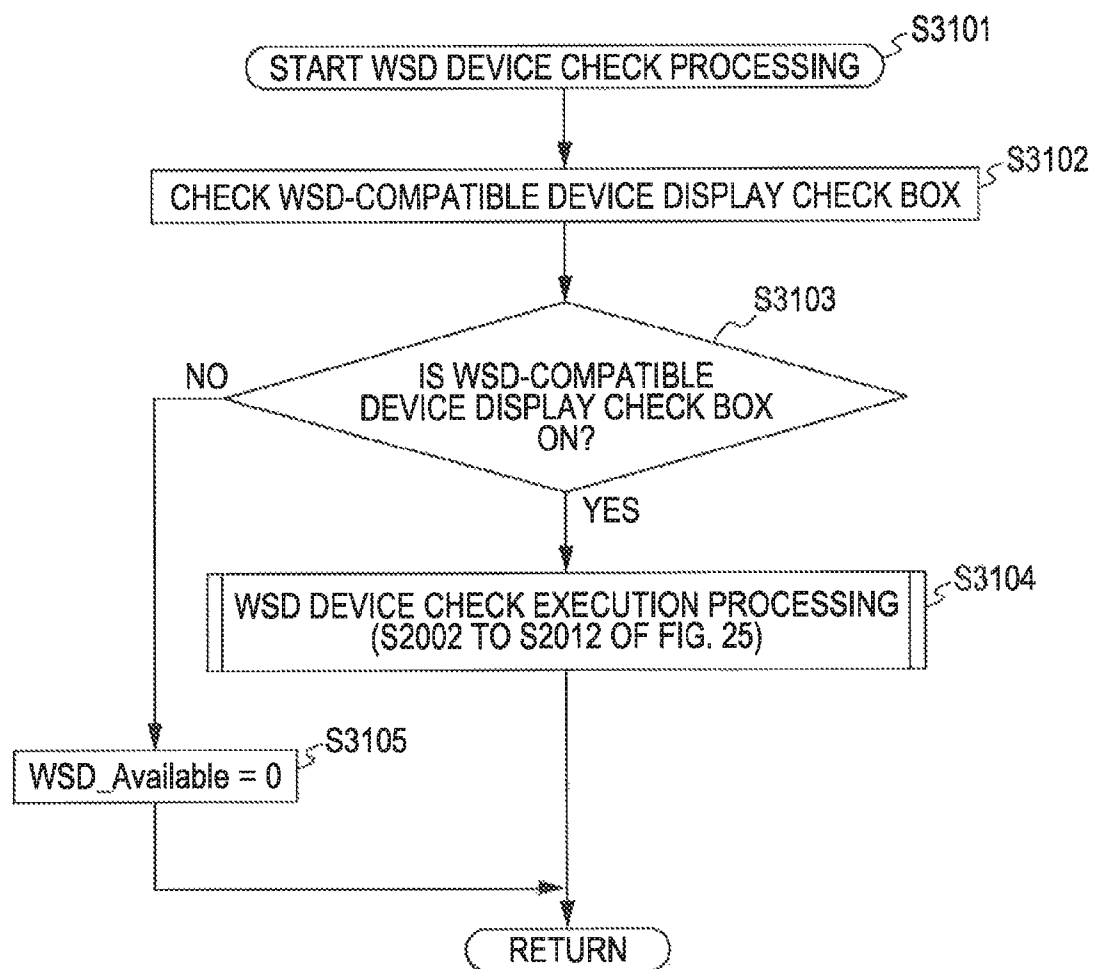 S3101
START WSD DEVICE CHECK PROCESSING
S3102
CHECK WSD-COMPATIBLE DEVICE DISPLAY CHECK BOX
S3103
NO
IS WSD-COMPATIBLE
DEVICE DISPLAY CHECK BOX
ON?
YES
S3104
WSD DEVICE CHECK EXECUTION PROCESSING
(S2002 TO S2012 OF FIG. 25)
S3105
WSD_Available = 0
RETURN